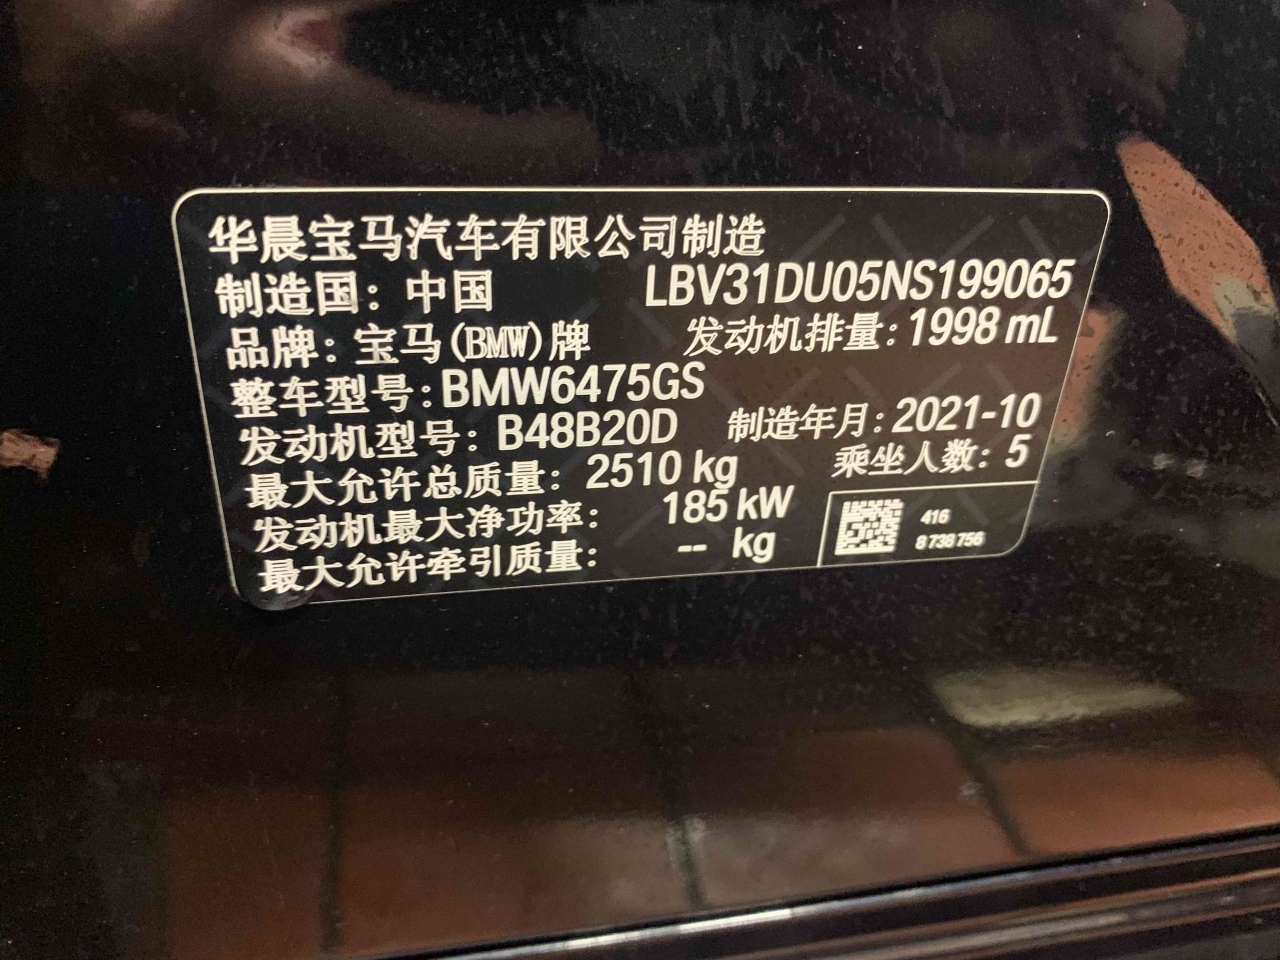 华晨宝马汽车有限公司制造
制造国：中国 LBV31DU05NS199065
品牌：宝马(BMW)牌 发动机排量：1998 mL
整车型号：BMW6475GS
发动机型号：B48B20D 制造年月：2021-10
最大允许总质量：2510 kg 乘坐人数：5
发动机最大净功率：185 kW
最大允许牵引质量：-- kg
416
8 738 756